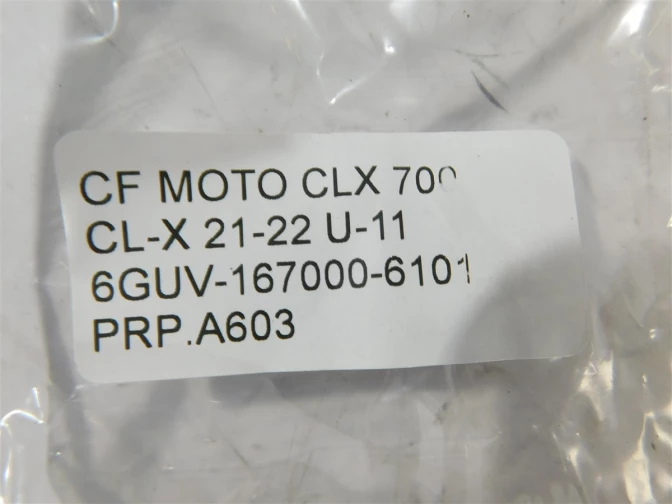 CF MOTO CLX 700
CL-X 21-22 U-11
6GUV-167000-6101
PRP.A603